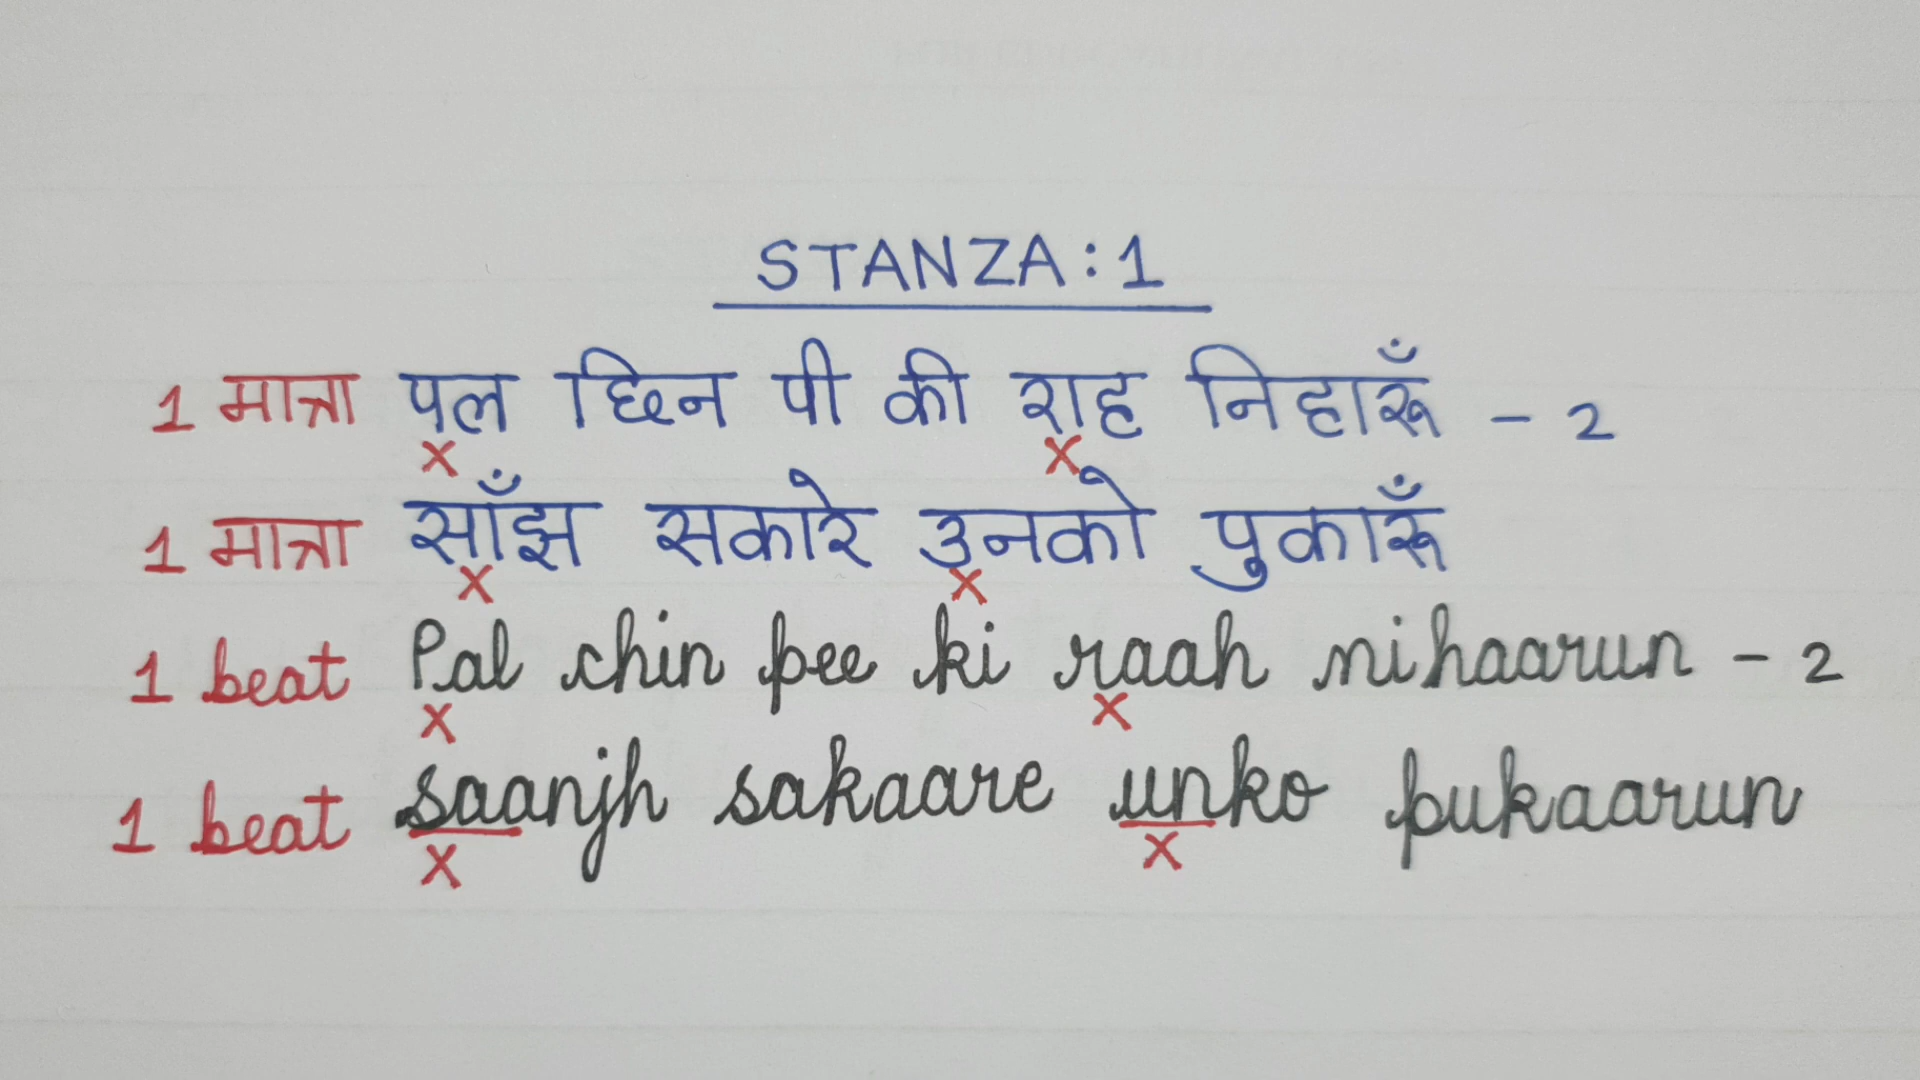 STANZA : 1
1 मात्रा पल छिन पी की राह निहारूँ - 2
x x
1 मात्रा साँझ सकारे उनको पुकारूँ
x x
1 beat Pal chin pee ki raah nihaarun - 2
x x
1 beat saanjh sakaare unko pukaarun
x x